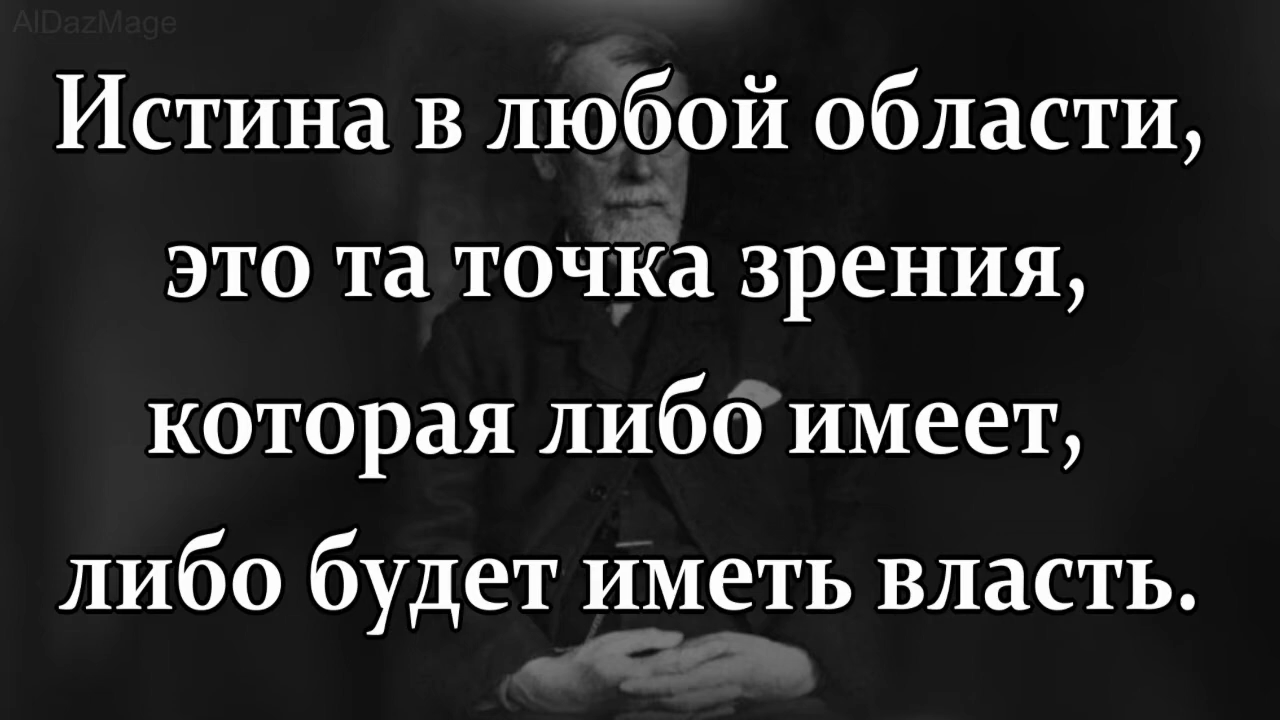 AlDazMage
Истина в любой области,
это та точка зрения,
которая либо имеет,
либо будет иметь власть.